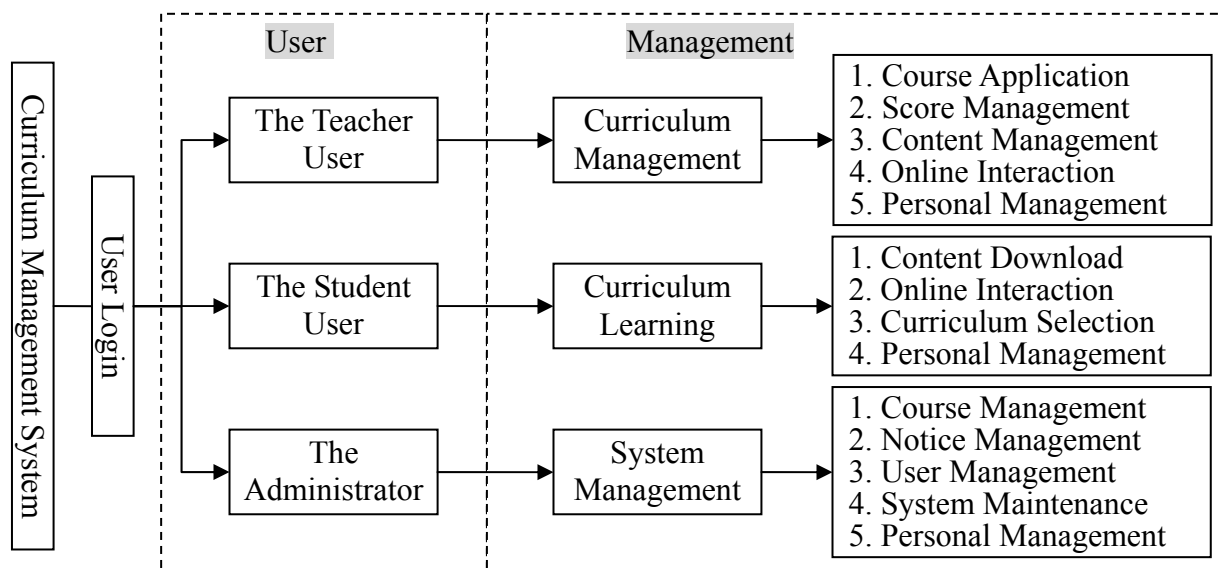 User
Management
Curriculum Management System
User Login
The Teacher
User
Curriculum
Management
1. Course Application
2. Score Management
3. Content Management
4. Online Interaction
5. Personal Management
The Student
User
Curriculum
Learning
1. Content Download
2. Online Interaction
3. Curriculum Selection
4. Personal Management
The
Administrator
System
Management
1. Course Management
2. Notice Management
3. User Management
4. System Maintenance
5. Personal Management